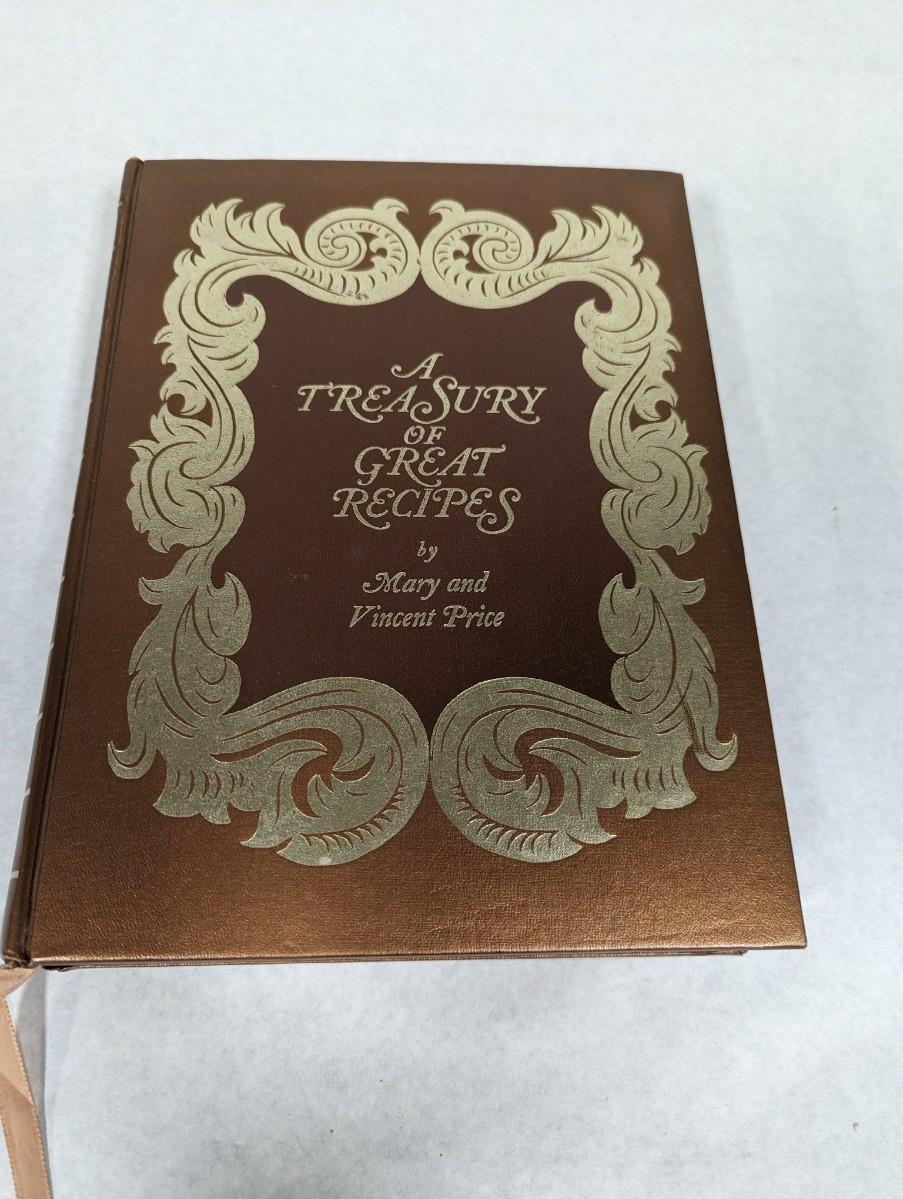 A
TREASURY
OF
GREAT
RECIPES
by
Mary and
Vincent Price